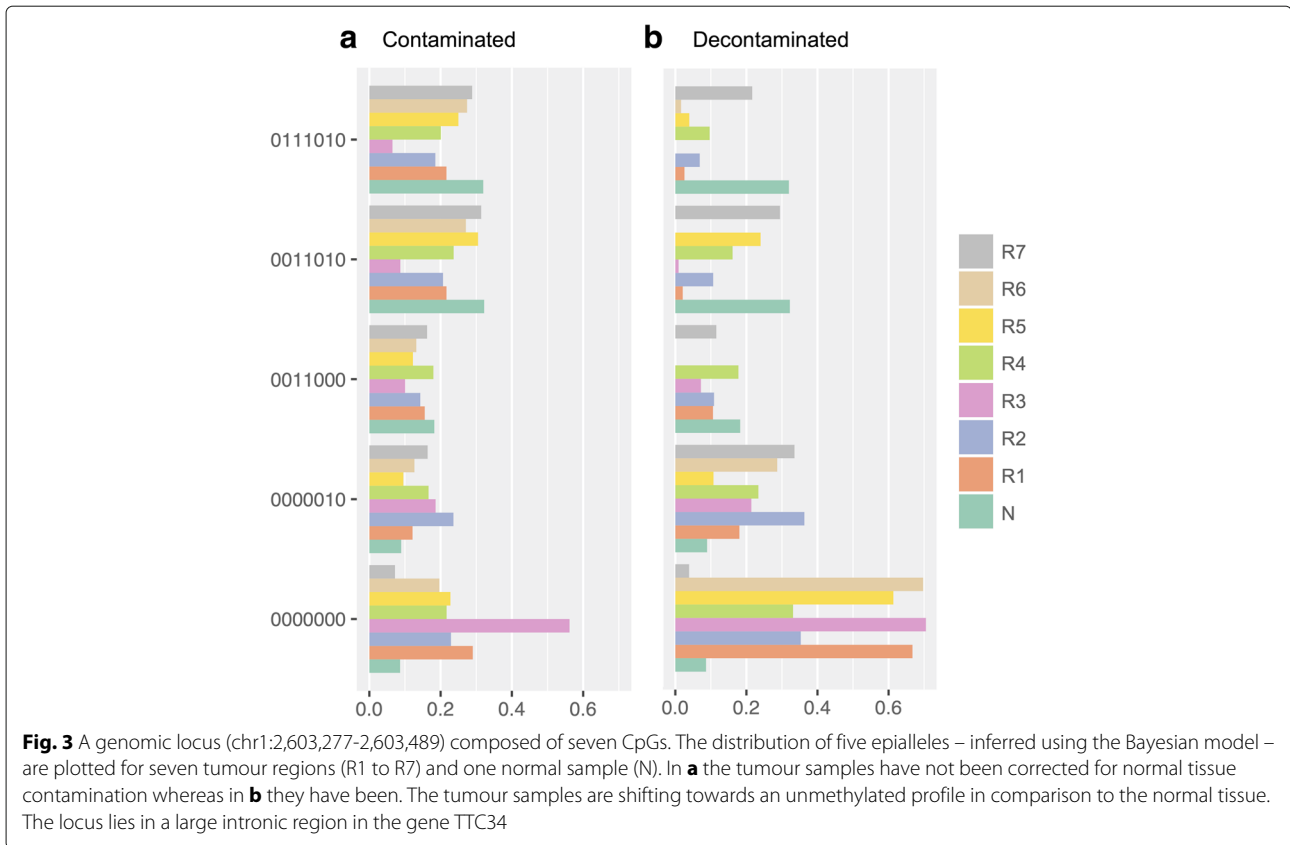 a Contaminated
b Decontaminated
0111010
0011010
0011000
0000010
0000000
0.0 0.2 0.4 0.6
0.0 0.2 0.4 0.6
R7
R6
R5
R4
R3
R2
R1
N
Fig. 3 A genomic locus (chr1:2,603,277-2,603,489) composed of seven CpGs. The distribution of five epialleles – inferred using the Bayesian model –
are plotted for seven tumour regions (R1 to R7) and one normal sample (N). In a the tumour samples have not been corrected for normal tissue
contamination whereas in b they have been. The tumour samples are shifting towards an unmethylated profile in comparison to the normal tissue.
The locus lies in a large intronic region in the gene TTC34